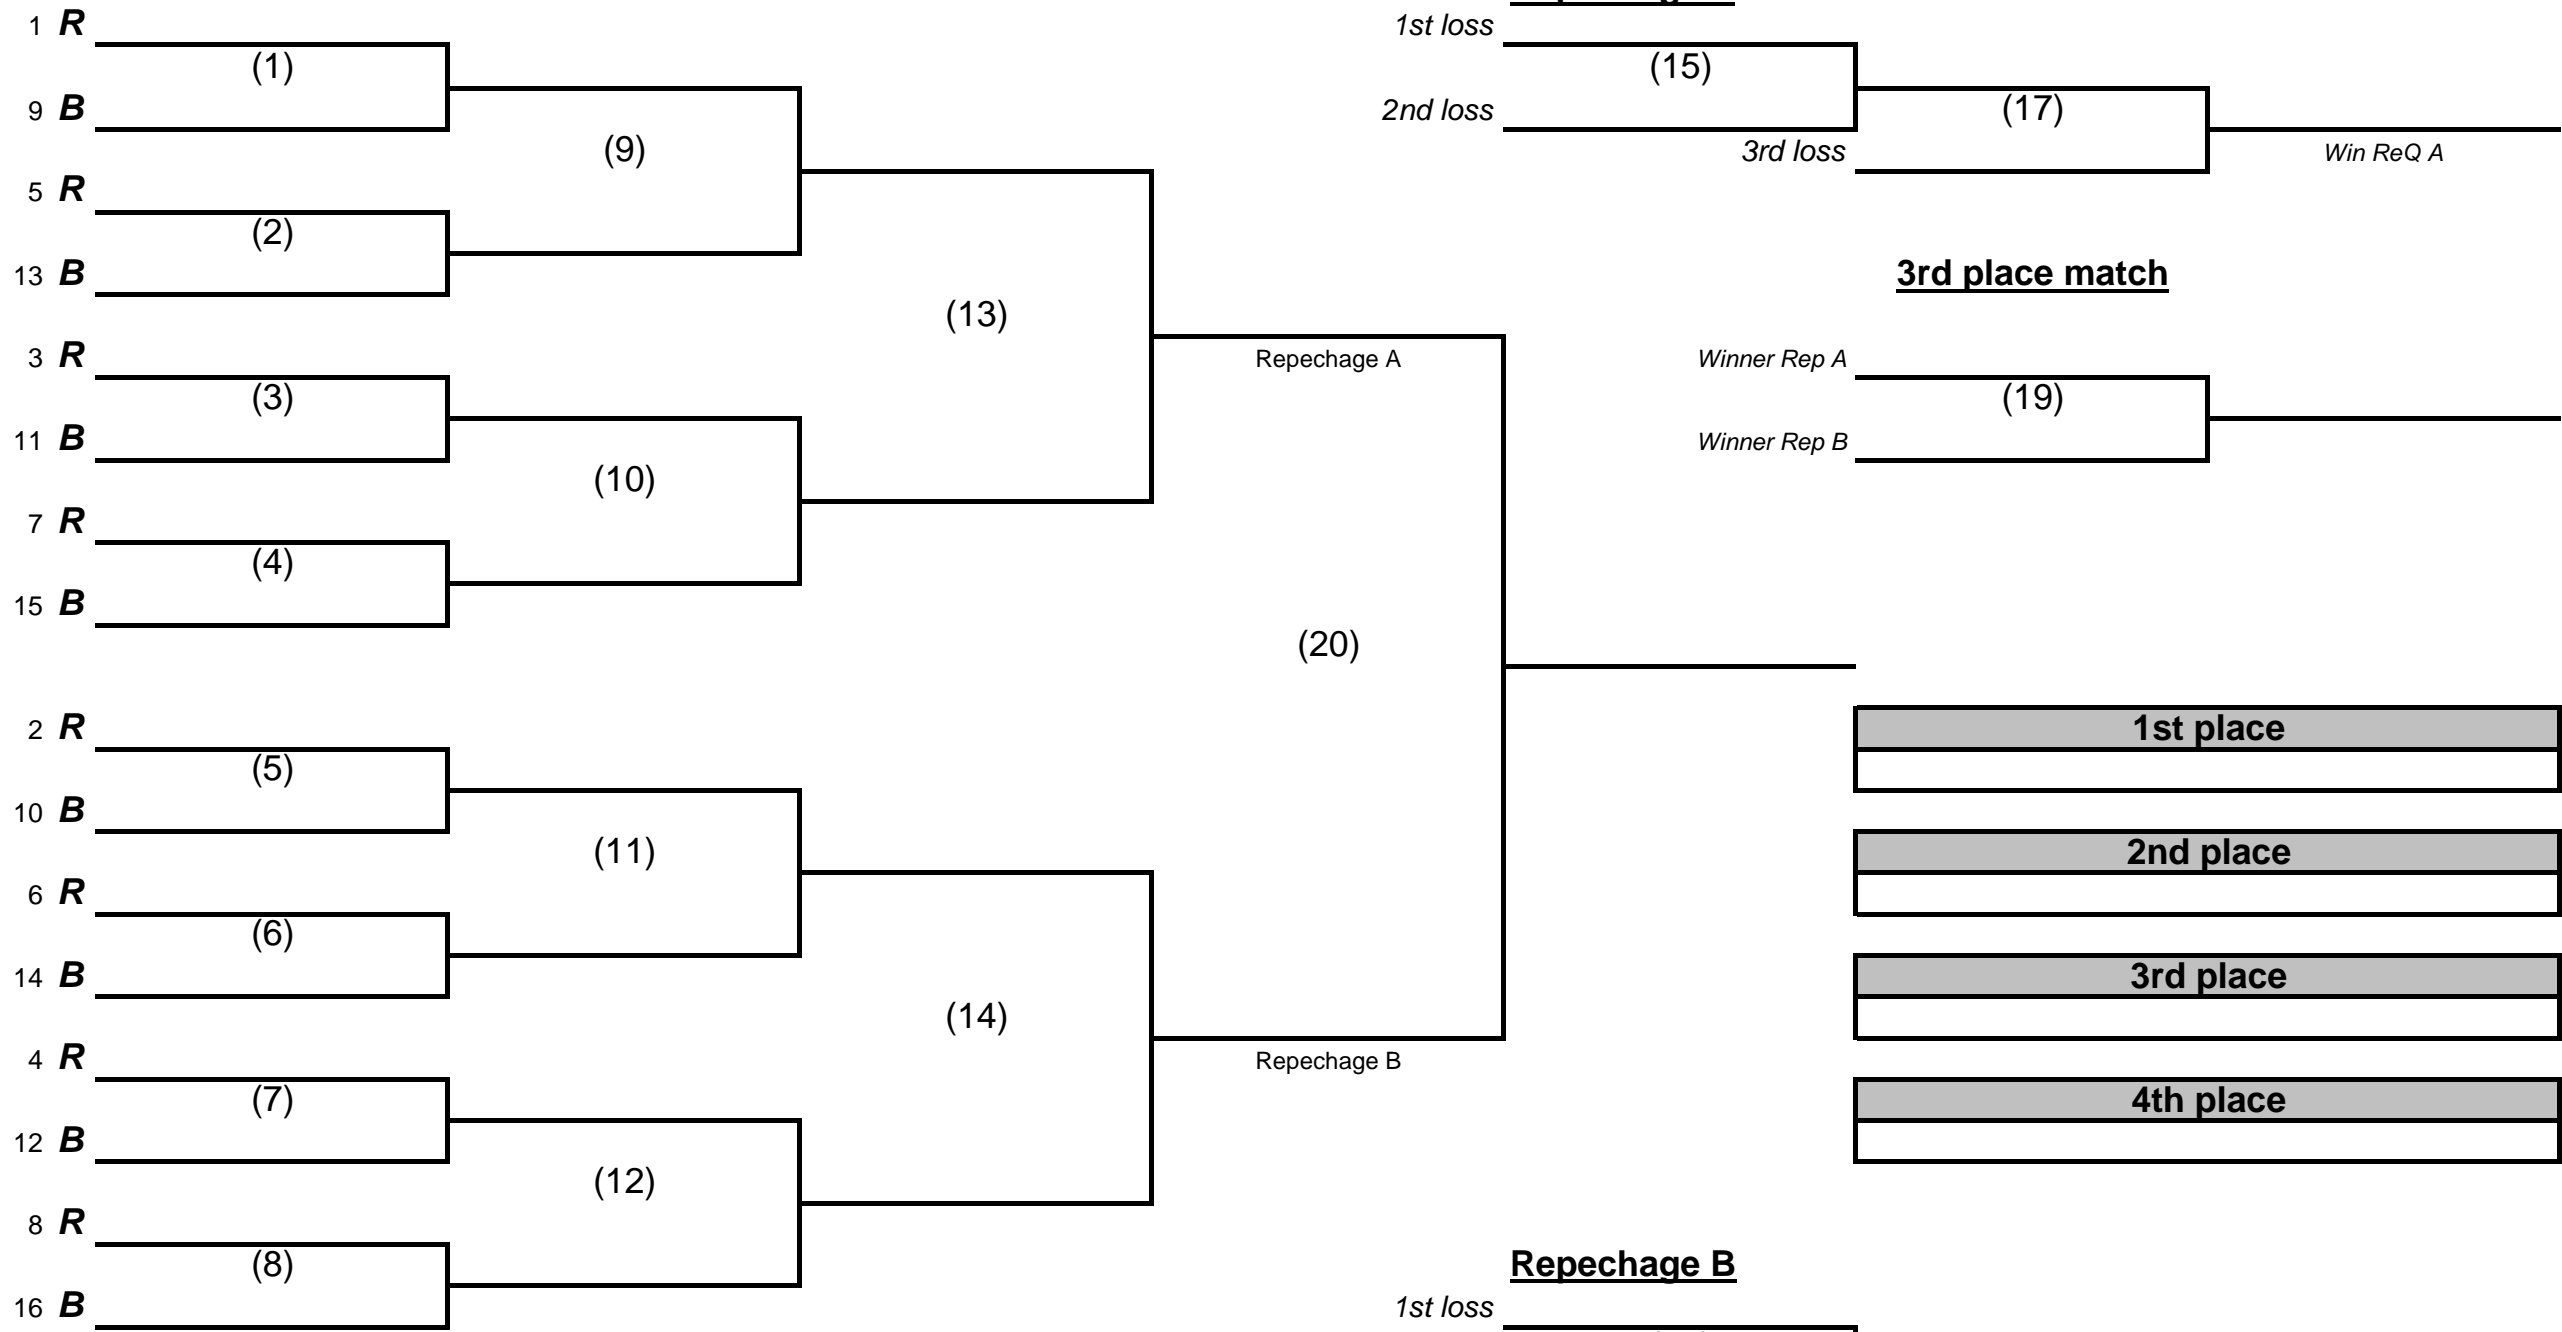 1 R
(1)
9 B
(9)
5 R
(2)
13 B
(13)
3 R
(3)
11 B
(10)
7 R
(4)
15 B
Repechage A
(20)
2 R
(5)
10 B
(11)
6 R
(6)
14 B
(14)
4 R
(7)
12 B
(12)
8 R
(8)
16 B
Repechage B
1st loss
(15)
2nd loss
3rd loss
(17)
Win ReQ A
3rd place match
Winner Rep A
(19)
Winner Rep B
1st place
2nd place
3rd place
4th place
Repechage B
1st loss